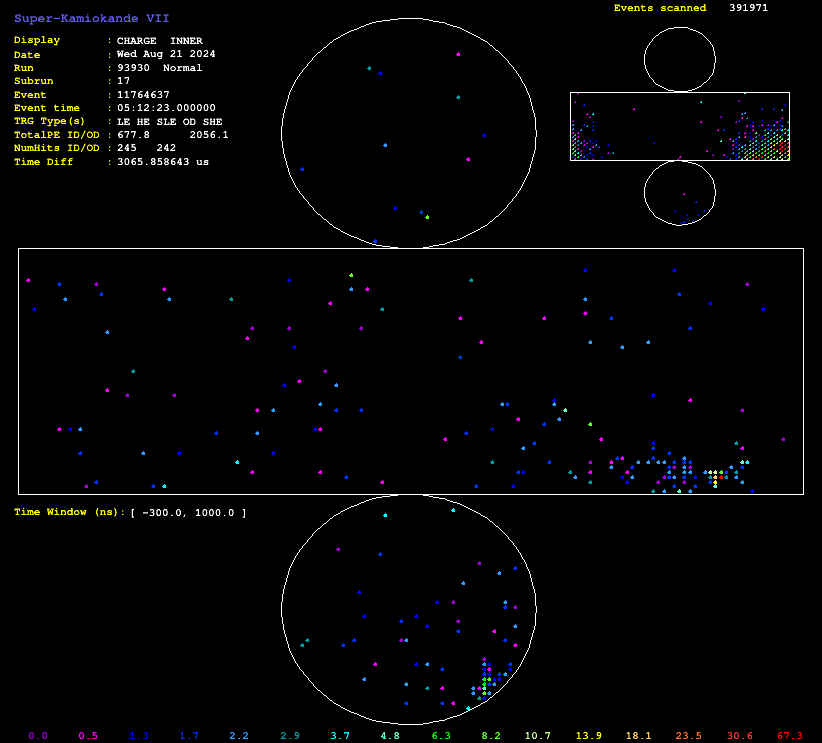 Super-Kamiokande VII
Events scanned 391971
Display : CHARGE INNER
Date : Wed Aug 21 2024
Run : 93930 Normal
Subrun : 17
Event : 11764637
Event time : 05:12:23.000000
TRG Type(s) : LE HE SLE OD SHE
TotalPE ID/OD : 677.8 2056.1
NumHits ID/OD : 245 242
Time Diff : 3065.858643 us
Time Window (ns): [ -300.0, 1000.0 ]
0.0 0.5 1.3 1.7 2.2 2.9 3.7 4.8 6.3 8.2 10.7 13.9 18.1 23.5 30.6 67.3